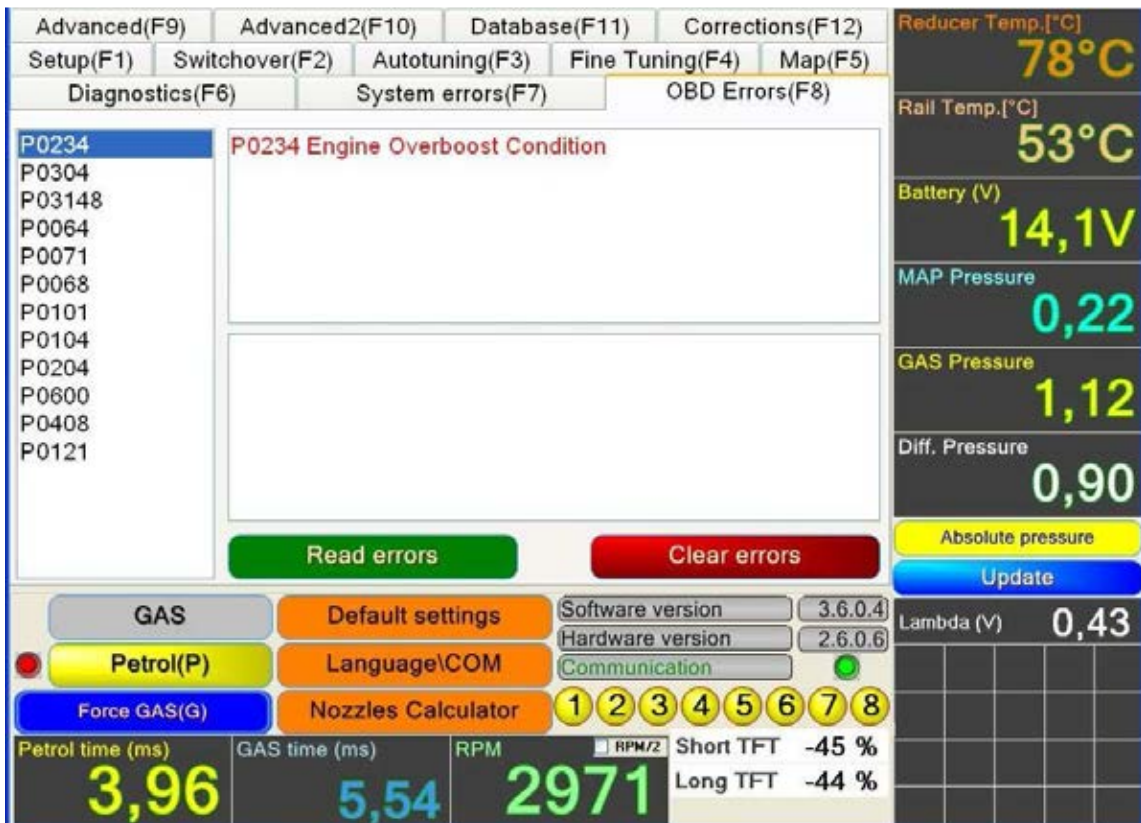 Advanced(F9) Advanced2(F10) Database(F11) Corrections(F12)
Setup(F1) Switchover(F2) Autotuning(F3) Fine Tuning(F4) Map(F5)
Diagnostics(F6) System errors(F7) OBD Errors(F8)
P0234
P0304
P03148
P0064
P0071
P0068
P0101
P0104
P0204
P0600
P0408
P0121
P0234 Engine Overboost Condition
Read errors Clear errors
Reducer Temp.[°C]
78°C
Rail Temp.[°C]
53°C
Battery (V)
14,1V
MAP Pressure
0,22
GAS Pressure
1,12
Diff. Pressure
0,90
Absolute pressure
Update
Lambda (V) 0,43
GAS
Petrol(P)
Force GAS(G)
Default settings
Language\COM
Nozzles Calculator
Software version 3.6.0.4
Hardware version 2.6.0.6
Communication
1 2 3 4 5 6 7 8
Petrol time (ms)
3,96
GAS time (ms)
5,54
RPM RPM/2
2971
Short TFT -45 %
Long TFT -44 %